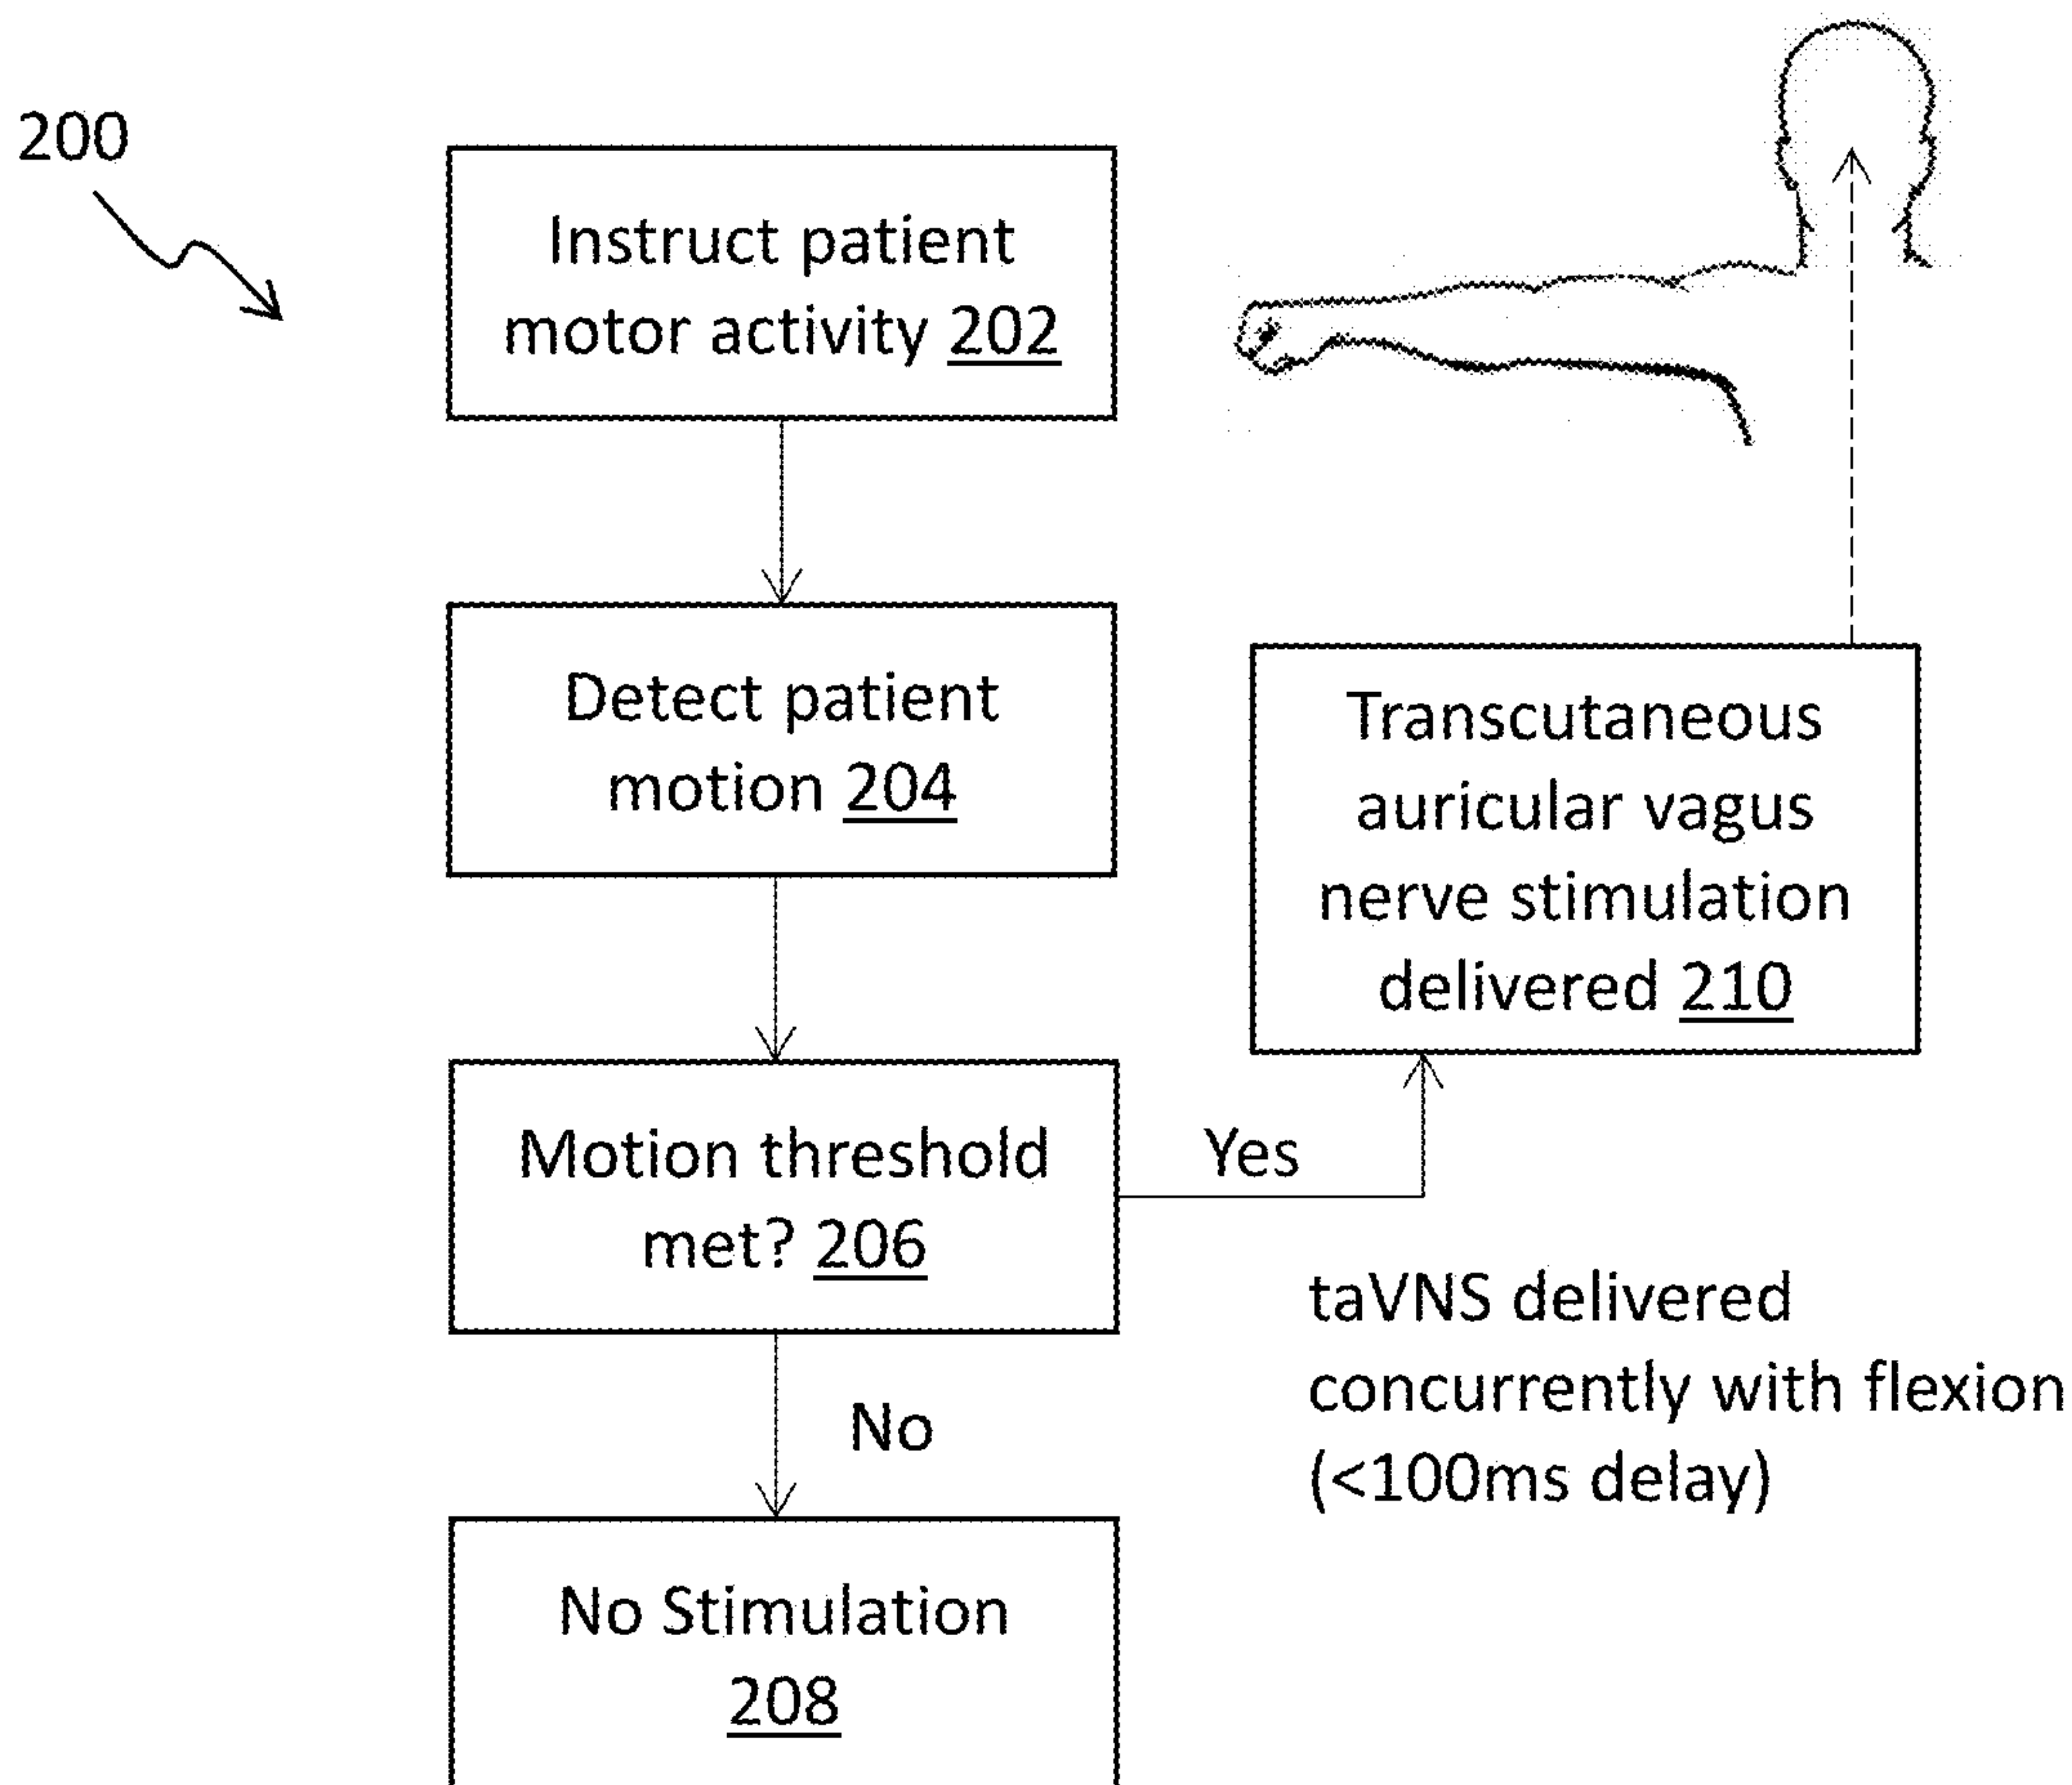 200
Instruct patient
motor activity 202
Detect patient
motion 204
Transcutaneous
auricular vagus
nerve stimulation
delivered 210
Motion threshold
met? 206
Yes
taVNS delivered
concurrently with flexion
(<100ms delay)
No
No Stimulation
208